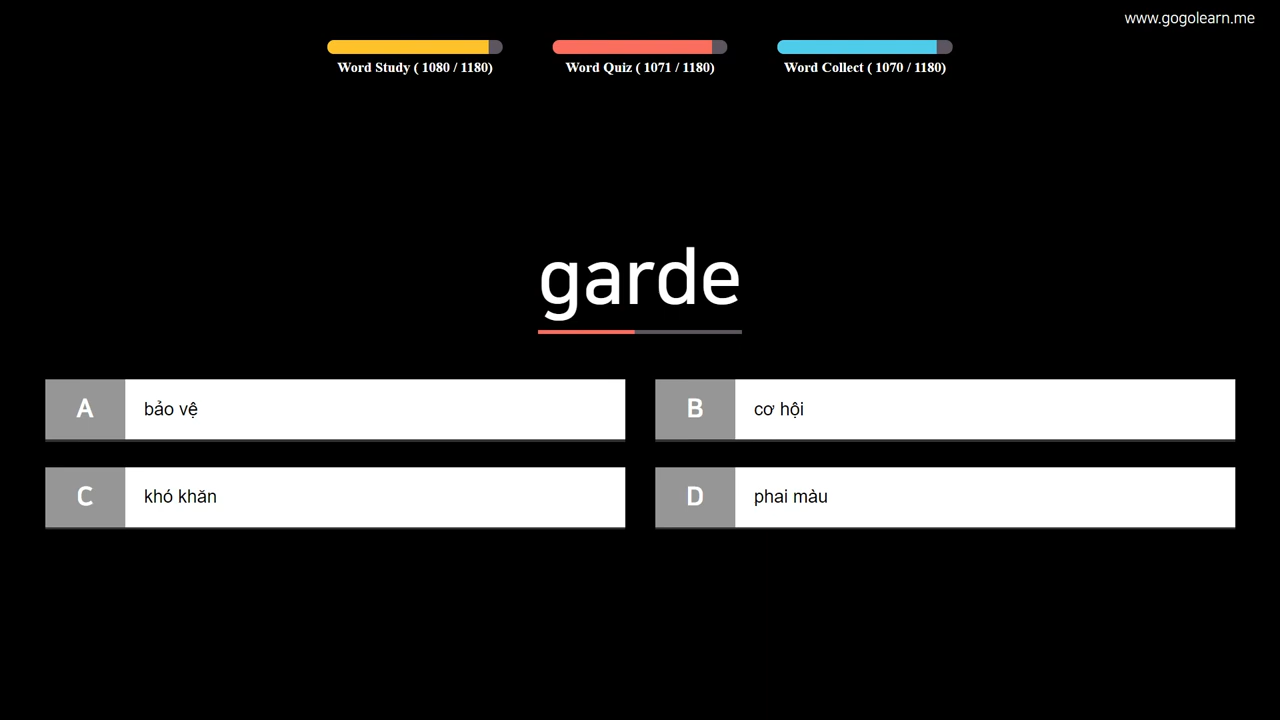 www.gogolearn.me
Word Study ( 1080 / 1180)
Word Quiz ( 1071 / 1180)
Word Collect ( 1070 / 1180)
garde
A bảo vệ
B cơ hội
C khó khăn
D phai màu